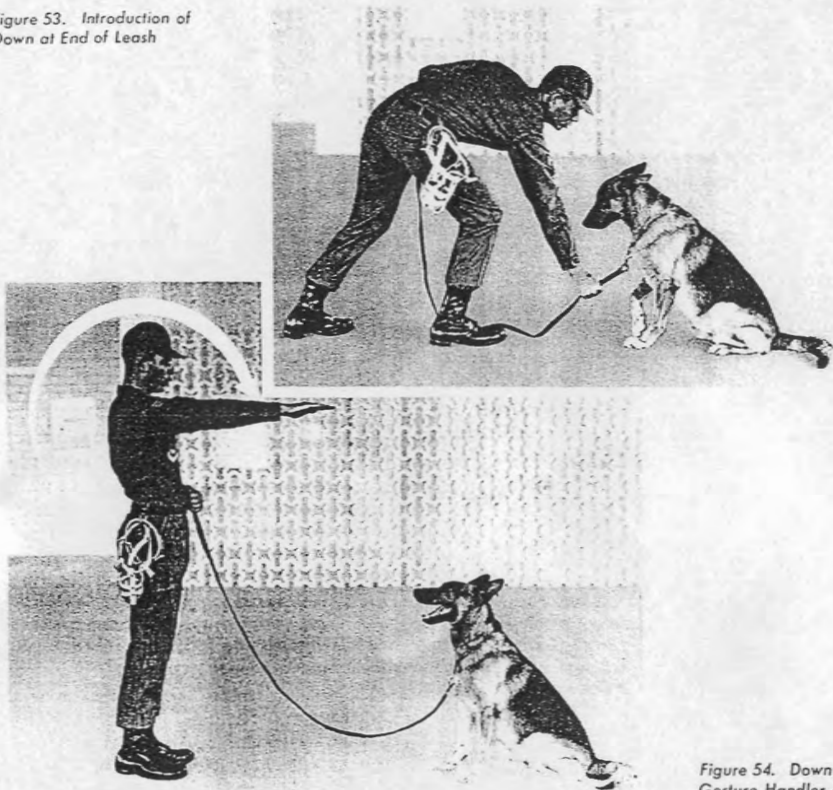 igure 53. Introduction of
Down at End of Leash
Figure 54. Down
Gesture Handler